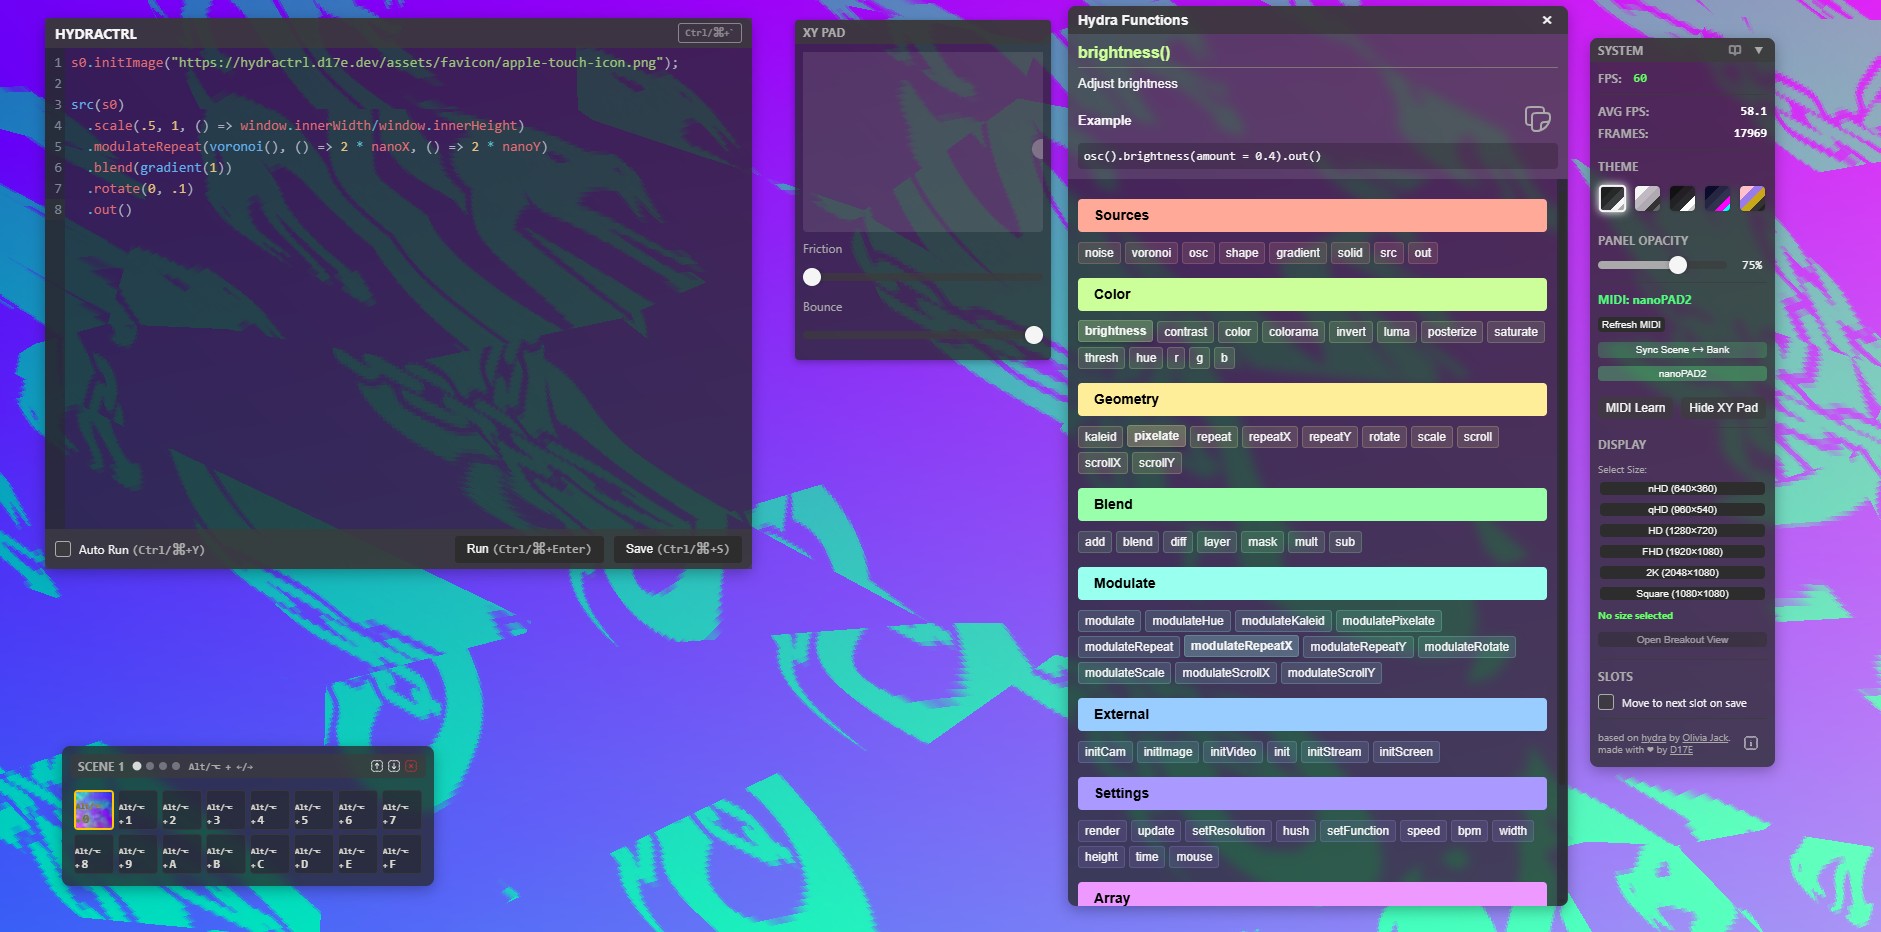 HYDRACTRL
Ctrl/⌘+`
1 s0.initImage("https://hydractrl.d17e.dev/assets/favicon/apple-touch-icon.png");
2
3 src(s0)
4 .scale(.5, 1, () => window.innerWidth/window.innerHeight)
5 .modulateRepeat(voronoi(), () => 2 * nanoX, () => 2 * nanoY)
6 .blend(gradient(1))
7 .rotate(0, .1)
8 .out()
Auto Run (Ctrl/⌘+Y)
Run (Ctrl/⌘+Enter)
Save (Ctrl/⌘+S)
SCENE 1 Alt/⌥ + ←/→
Alt/⌥ +0 Alt/⌥ +1 Alt/⌥ +2 Alt/⌥ +3 Alt/⌥ +4 Alt/⌥ +5 Alt/⌥ +6 Alt/⌥ +7
Alt/⌥ +8 Alt/⌥ +9 Alt/⌥ +A Alt/⌥ +B Alt/⌥ +C Alt/⌥ +D Alt/⌥ +E Alt/⌥ +F
XY PAD
Friction
Bounce
Hydra Functions ×
brightness()
Adjust brightness
Example
osc().brightness(amount = 0.4).out()
Sources
noise voronoi osc shape gradient solid src out
Color
brightness contrast color colorama invert luma posterize saturate
thresh hue r g b
Geometry
kaleid pixelate repeat repeatX repeatY rotate scale scroll
scrollX scrollY
Blend
add blend diff layer mask mult sub
Modulate
modulate modulateHue modulateKaleid modulatePixelate
modulateRepeat modulateRepeatX modulateRepeatY modulateRotate
modulateScale modulateScrollX modulateScrollY
External
initCam initImage initVideo init initStream initScreen
Settings
render update setResolution hush setFunction speed bpm width
height time mouse
Array
SYSTEM
FPS: 60
AVG FPS: 58.1
FRAMES: 17969
THEME
PANEL OPACITY
75%
MIDI: nanoPAD2
Refresh MIDI
Sync Scene ↔ Bank
nanoPAD2
MIDI Learn Hide XY Pad
DISPLAY
Select Size:
nHD (640×360)
qHD (960×540)
HD (1280×720)
FHD (1920×1080)
2K (2048×1080)
Square (1080×1080)
No size selected
Open Breakout View
SLOTS
Move to next slot on save
based on hydra by Olivia Jack.
made with ❤ by D17E